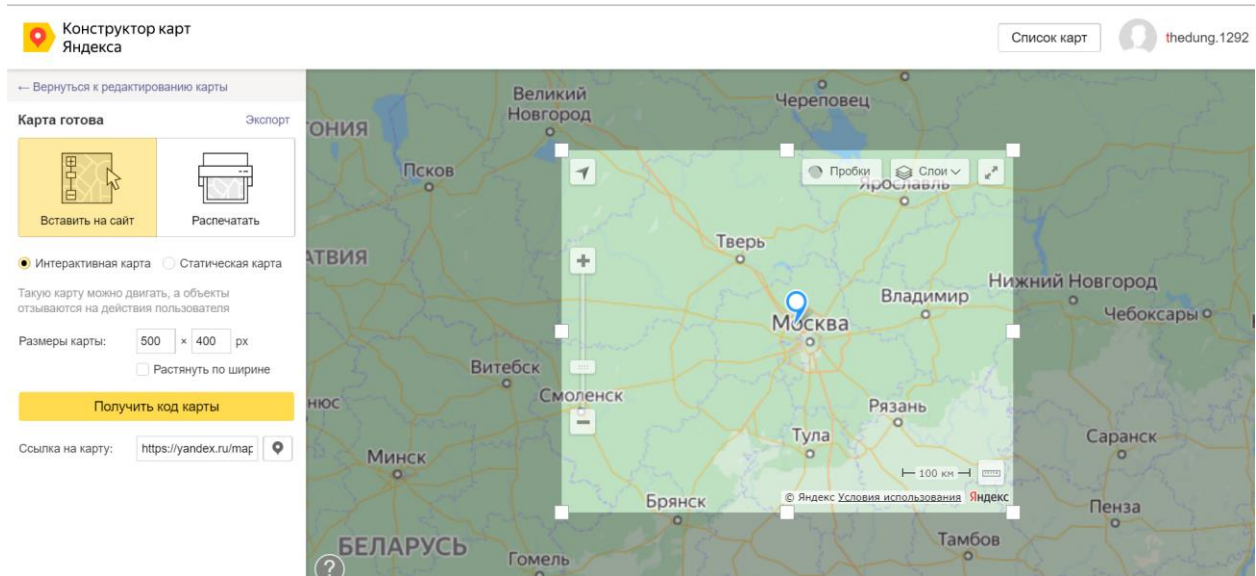 Конструктор карт
Яндекса
Список карт
thedung.1292
← Вернуться к редактированию карты
Карта готова
Экспорт
Вставить на сайт
Распечатать
Интерактивная карта
Статическая карта
Такую карту можно двигать, а объекты
отзываются на действия пользователя
Размеры карты: 500 × 400 px
Растянуть по ширине
Получить код карты
Ссылка на карту: https://yandex.ru/map
Великий
Новгород
Череповец
ТОНИЯ
Псков
Пробки
Слои
Ярославль
Тверь
АТВИЯ
Нижний Новгород
Владимир
Чебоксары
Москва
Витебск
Смоленск
нюс
Рязань
Тула
Саранск
Минск
100 км
Брянск
© Яндекс Условия использования Яндекс
Пенза
Тамбов
БЕЛАРУСЬ
Гомель
?